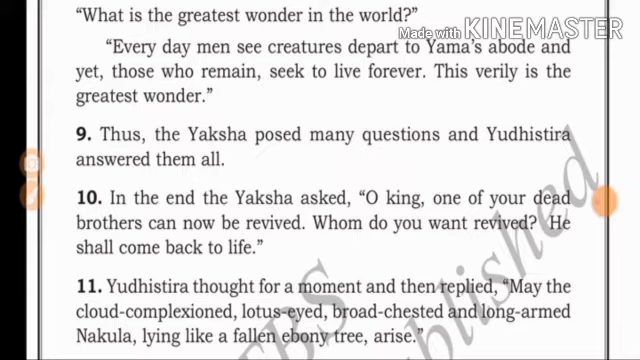 Made with KINEMASTER
"What is the greatest wonder in the world?"
"Every day men see creatures depart to Yama's abode and
yet, those who remain, seek to live forever. This verily is the
greatest wonder."
9. Thus, the Yaksha posed many questions and Yudhistira
answered them all.
10. In the end the Yaksha asked, "O king, one of your dead
brothers can now be revived. Whom do you want revived? He
shall come back to life."
11. Yudhistira thought for a moment and then replied, "May the
cloud-complexioned, lotus-eyed, broad-chested and long-armed
Nakula, lying like a fallen ebony tree, arise."